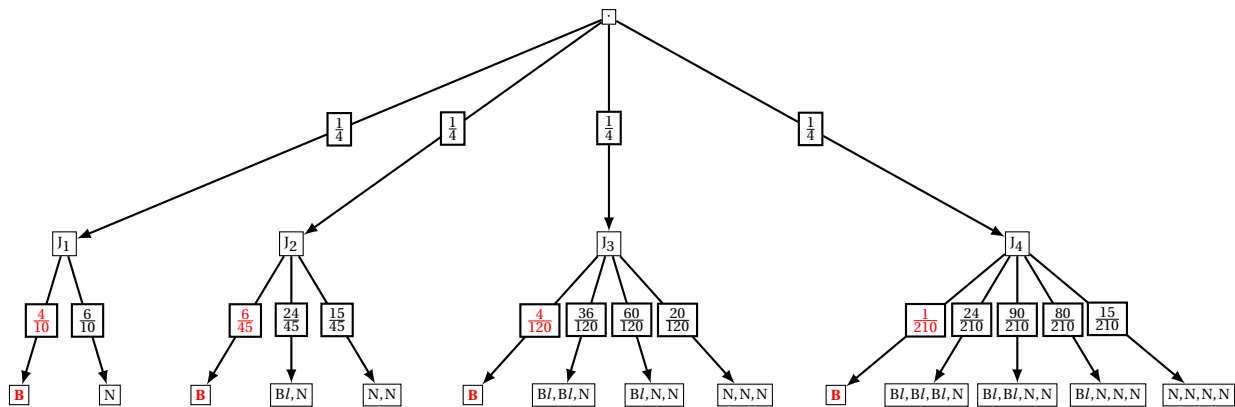 .
1/4 1/4 1/4 1/4
J1 J2 J3 J4
4/10 6/10 6/45 24/45 15/45 4/120 36/120 60/120 20/120 1/210 24/210 90/210 80/210 15/210
B N B Bl,N N,N B Bl,Bl,N Bl,N,N N,N,N B Bl,Bl,Bl,N Bl,Bl,N,N Bl,N,N,N N,N,N,N